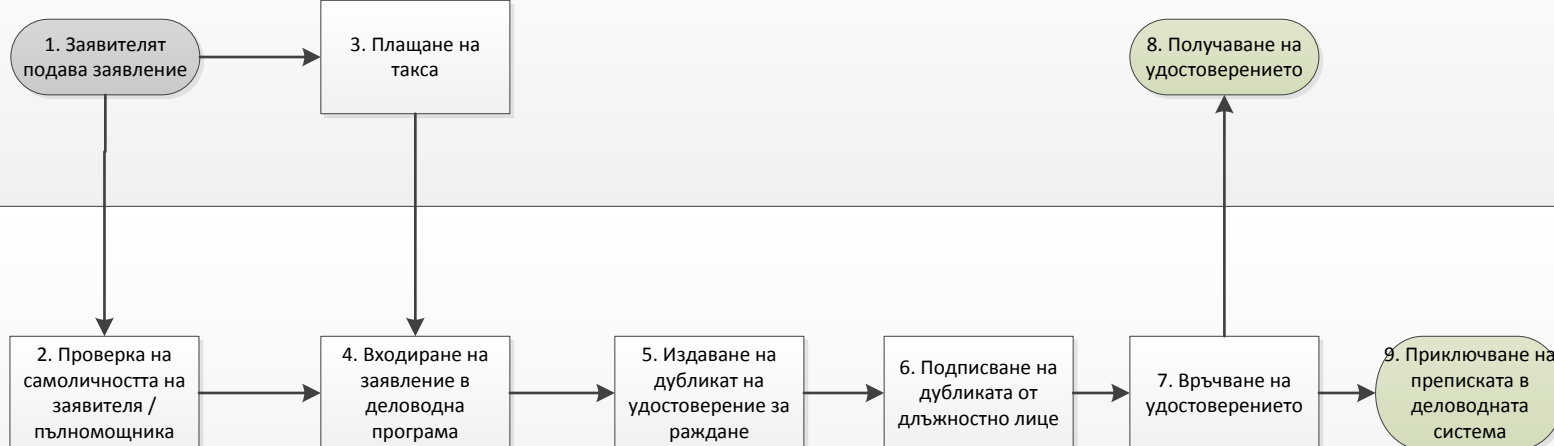 1. Заявителят
подава заявление
3. Плащане на
такса
8. Получаване на
удостоверението
2. Проверка на
самоличността на
заявителя /
пълномощника
4. Входиране на
заявление в
деловодна
програма
5. Издаване на
дубликат на
удостоверение за
раждане
6. Подписване на
дубликата от
длъжностно лице
7. Връчване на
удостоверението
9. Приключване на
преписката в
деловодната
система